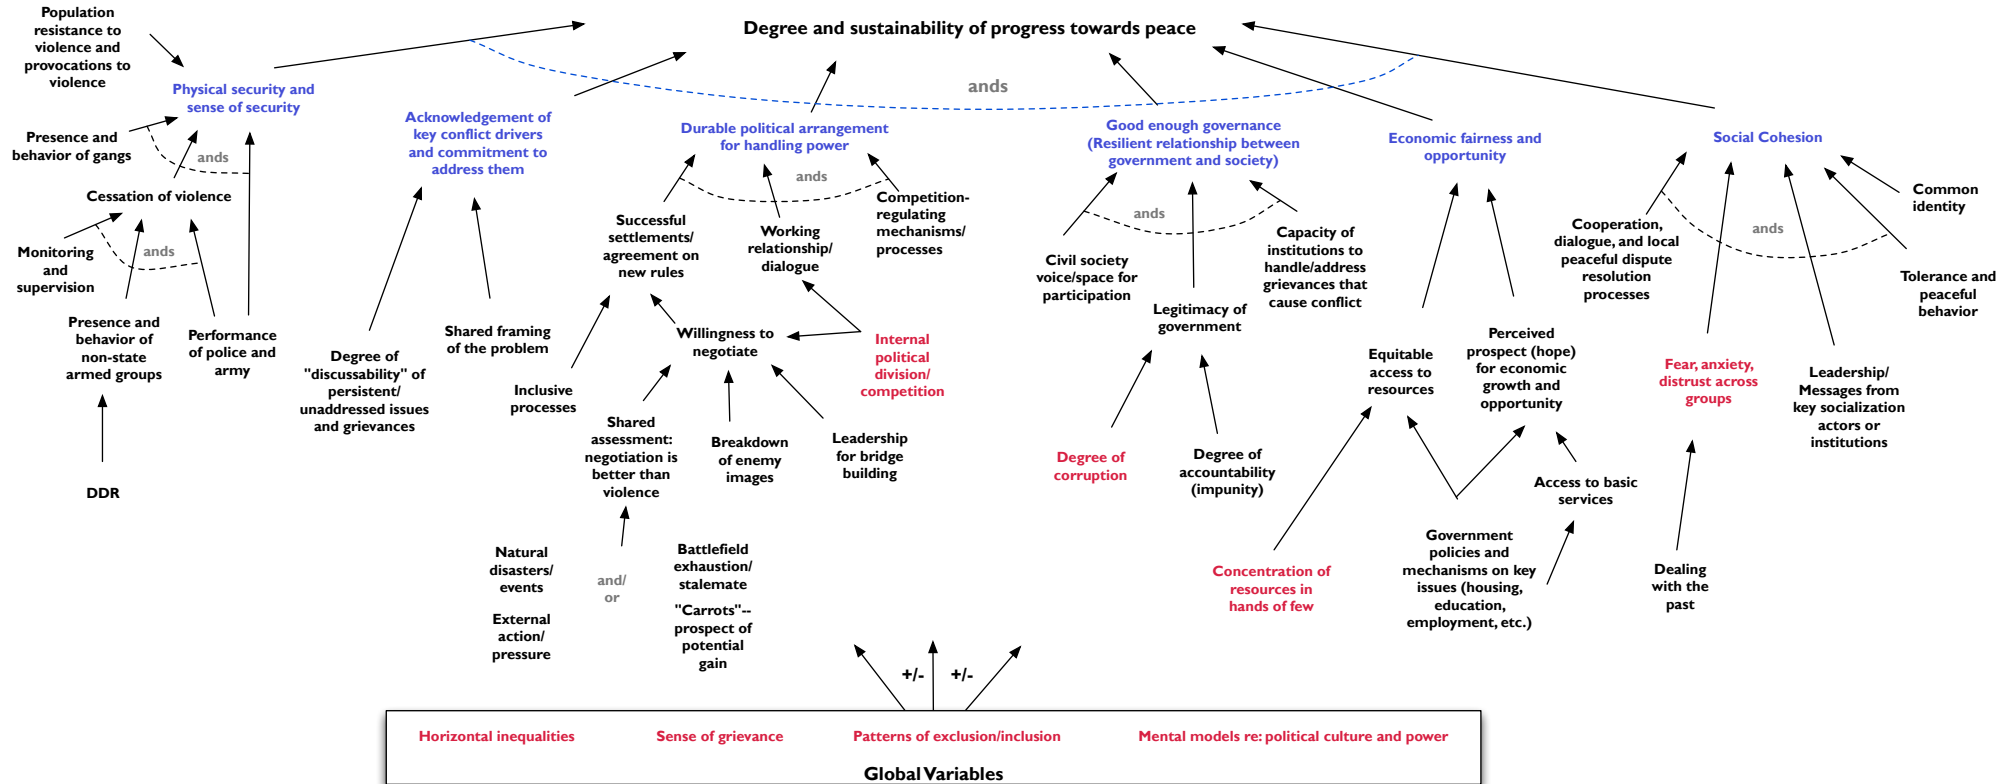 Population
resistance to
violence and
provocations to
violence
Degree and sustainability of progress towards peace
ands
Physical security and
sense of security
Acknowledgement of
key conflict drivers
and commitment to
address them
Durable political arrangement
for handling power
Good enough governance
(Resilient relationship between
government and society)
Economic fairness and
opportunity
Social Cohesion
Presence and
behavior of gangs
ands
Cessation of violence
Monitoring
and
supervision
ands
Presence and
behavior of
non-state
armed groups
Performance
of police and
army
DDR
Degree of
"discussability" of
persistent/
unaddressed issues
and grievances
Shared framing
of the problem
ands
Successful
settlements/
agreement on
new rules
Working
relationship/
dialogue
Competition-
regulating
mechanisms/
processes
Inclusive
processes
Willingness to
negotiate
Internal
political
division/
competition
Shared
assessment:
negotiation is
better than
violence
Breakdown
of enemy
images
Leadership
for bridge
building
Natural
disasters/
events
and/
or
Battlefield
exhaustion/
stalemate
External
action/
pressure
"Carrots"--
prospect of
potential
gain
ands
Civil society
voice/space for
participation
Legitimacy of
government
Capacity of
institutions to
handle/address
grievances that
cause conflict
Degree of
corruption
Degree of
accountability
(impunity)
Equitable
access to
resources
Perceived
prospect (hope)
for economic
growth and
opportunity
Access to basic
services
Concentration of
resources in
hands of few
Government
policies and
mechanisms on key
issues (housing,
education,
employment, etc.)
Cooperation,
dialogue, and local
peaceful dispute
resolution
processes
ands
Common
identity
Tolerance and
peaceful
behavior
Fear, anxiety,
distrust across
groups
Leadership/
Messages from
key socialization
actors or
institutions
Dealing
with the
past
+/- +/-
Horizontal inequalities Sense of grievance Patterns of exclusion/inclusion Mental models re: political culture and power
Global Variables